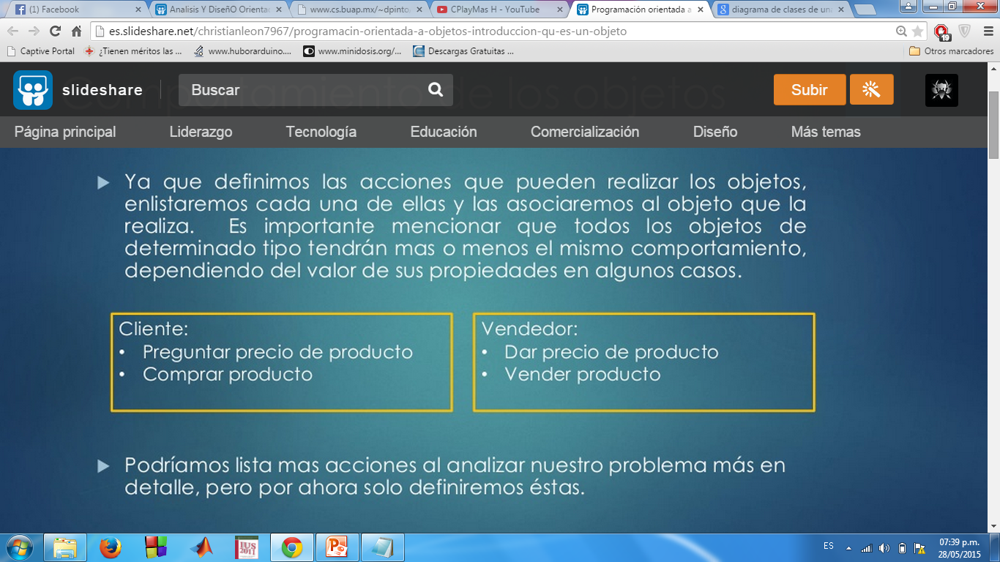 (1) Facebook
Analisis Y DiseñO Orienta
www.cs.buap.mx/~dpinto
CPlayMas H - YouTube
Programación orientada a
diagrama de clases de un
es.slideshare.net/christianleon7967/programacin-orientada-a-objetos-introduccion-qu-es-un-objeto
19
Captive Portal
¿Tienen méritos las ...
www.huborarduino....
www.minidosis.org/...
Descargas Gratuitas ...
Otros marcadores
Comportamiento de los objetos
slideshare
Buscar
Subir
Página principal
Liderazgo
Tecnología
Educación
Comercialización
Diseño
Más temas
Ya que definimos las acciones que pueden realizar los objetos,
enlistaremos cada una de ellas y las asociaremos al objeto que la
realiza. Es importante mencionar que todos los objetos de
determinado tipo tendrán mas o menos el mismo comportamiento,
dependiendo del valor de sus propiedades en algunos casos.
Cliente:
• Preguntar precio de producto
• Comprar producto
Vendedor:
• Dar precio de producto
• Vender producto
Podríamos lista mas acciones al analizar nuestro problema más en
detalle, pero por ahora solo definiremos éstas.
IUS
2011
ES
07:39 p.m.
28/05/2015